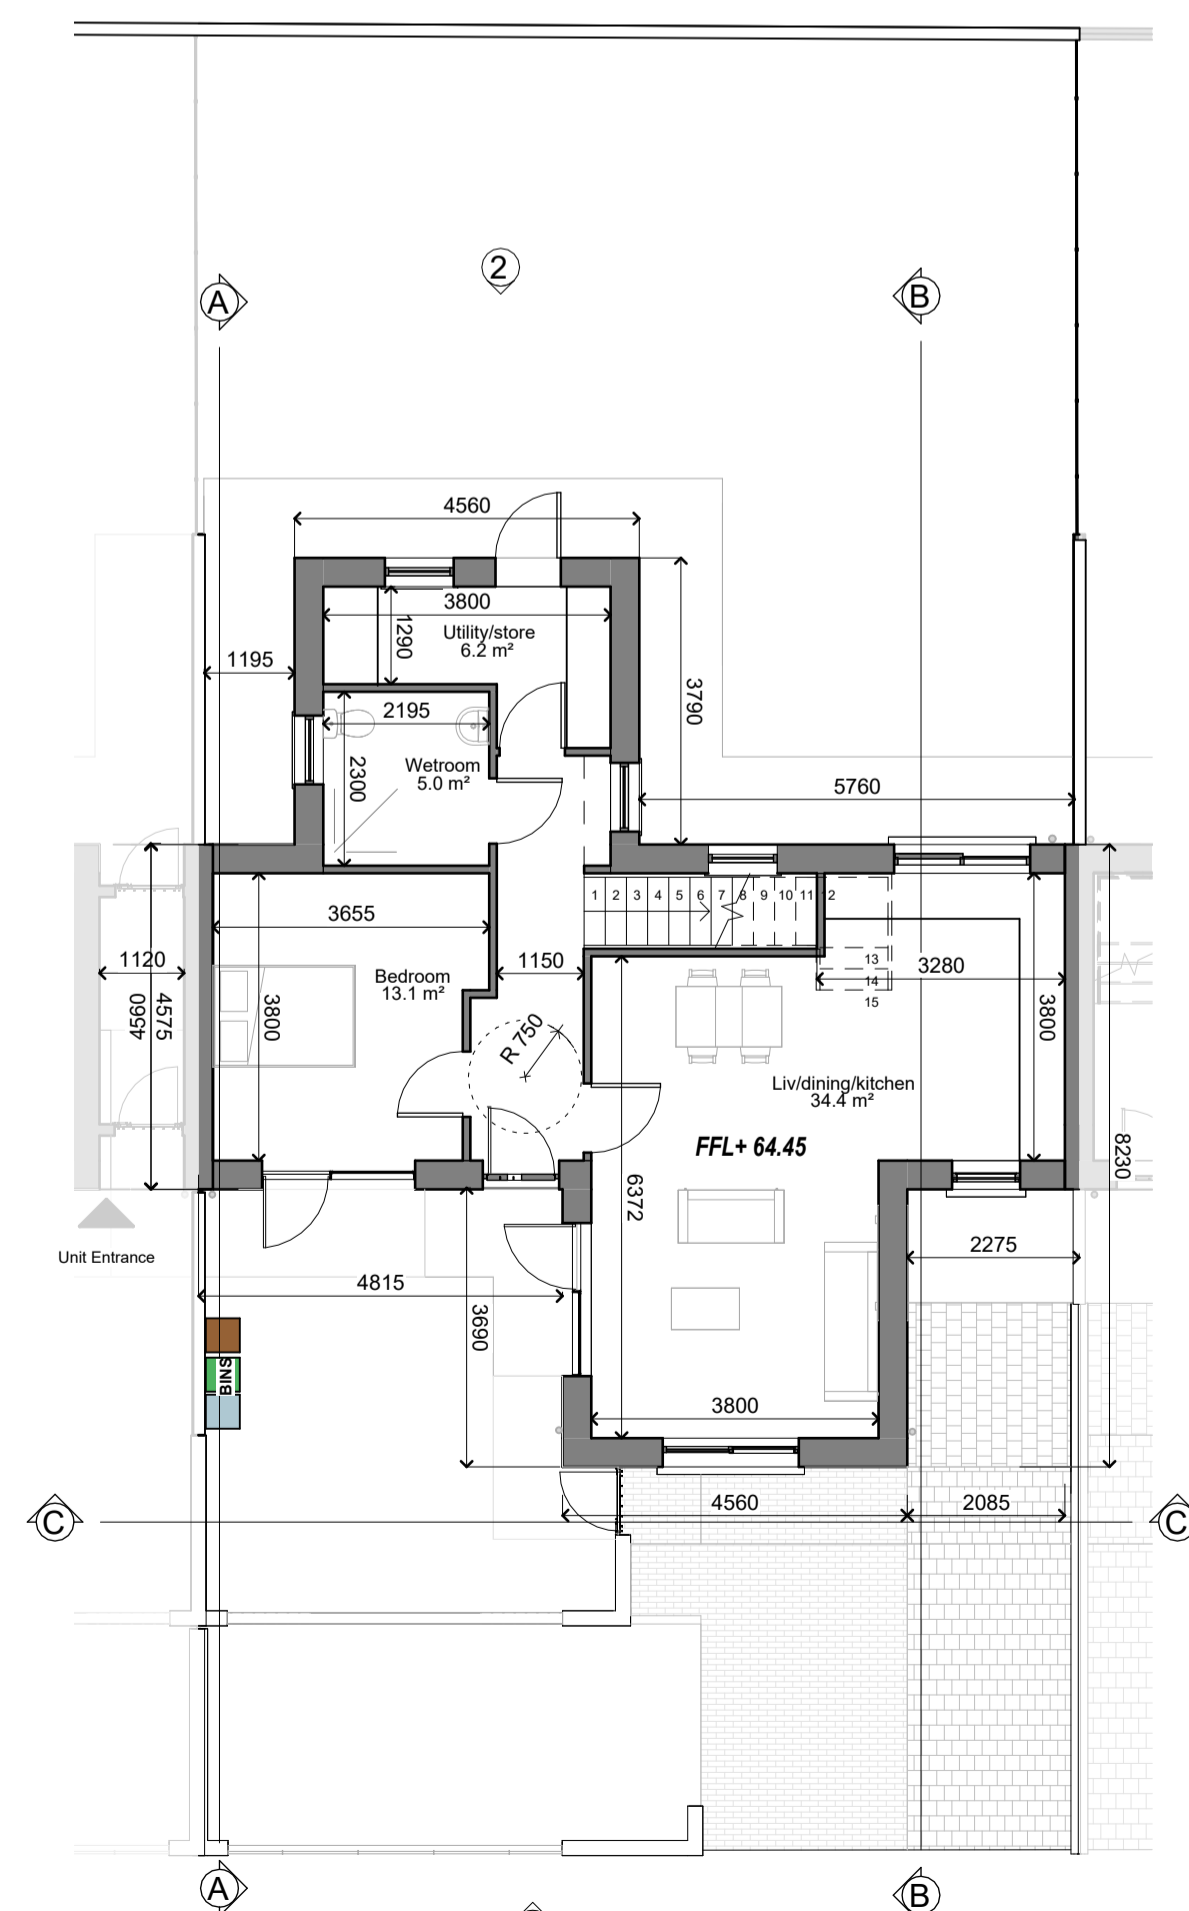 2
A
B
4560
3800
1290
Utility/store
6.2 m²
1195
3790
2195
2300
Wetroom
5.0 m²
5760
1 2 3 4 5 6 7 8 9 10 11 12
13
14
15
3655
1120
4560
4575
Bedroom
13.1 m²
1150
3280
3800
3800
R 750
Liv/dining/kitchen
34.4 m²
FFL+ 64.45
8230
6372
Unit Entrance
2275
4815
3690
BINS
3800
4560
2085
C
C
A
B